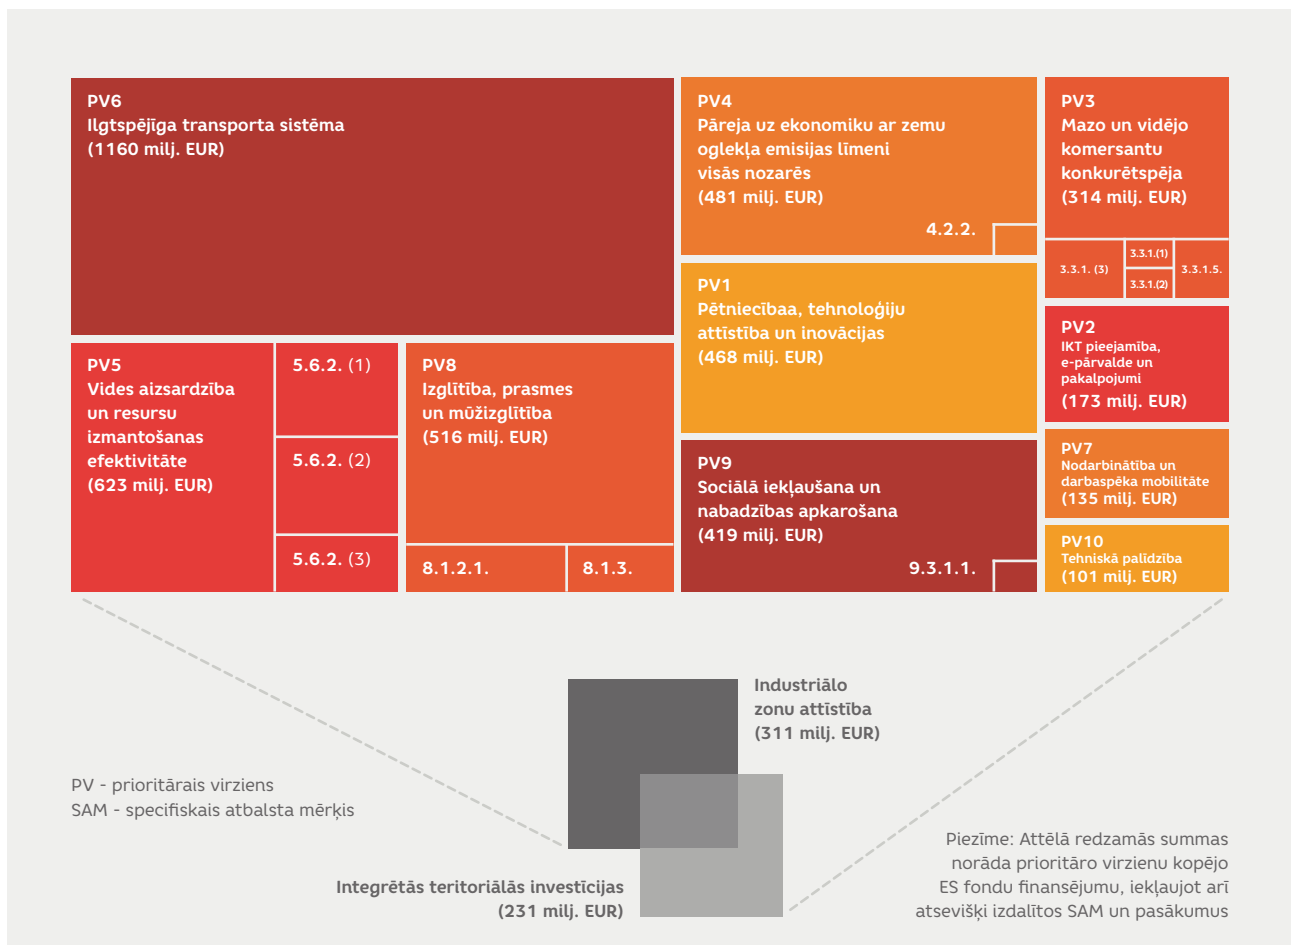 PV6
Ilgtspējīga transporta sistēma
(1160 milj. EUR)
PV4
Pāreja uz ekonomiku ar zemu
oglekļa emisijas līmeni
visās nozarēs
(481 milj. EUR)
4.2.2.
PV3
Mazo un vidējo
komersantu
konkurētspēja
(314 milj. EUR)
3.3.1. (3)
3.3.1.(1)
3.3.1.(2)
3.3.1.5.
PV1
Pētniecībaa, tehnoloģiju
attīstība un inovācijas
(468 milj. EUR)
PV2
IKT pieejamība,
e-pārvalde un
pakalpojumi
(173 milj. EUR)
PV5
Vides aizsardzība
un resursu
izmantošanas
efektivitāte
(623 milj. EUR)
5.6.2. (1)
5.6.2. (2)
5.6.2. (3)
PV8
Izglītība, prasmes
un mūžizglītība
(516 milj. EUR)
8.1.2.1.
8.1.3.
PV9
Sociālā iekļaušana un
nabadzības apkarošana
(419 milj. EUR)
9.3.1.1.
PV7
Nodarbinātība un
darbaspēka mobilitāte
(135 milj. EUR)
PV10
Tehniskā palīdzība
(101 milj. EUR)
Industriālo
zonu attīstība
(311 milj. EUR)
PV - prioritārais virziens
SAM - specifiskais atbalsta mērķis
Integrētās teritoriālās investīcijas
(231 milj. EUR)
Piezīme: Attēlā redzamās summas
norāda prioritāro virzienu kopējo
ES fondu finansējumu, iekļaujot arī
atsevišķi izdalītos SAM un pasākumus